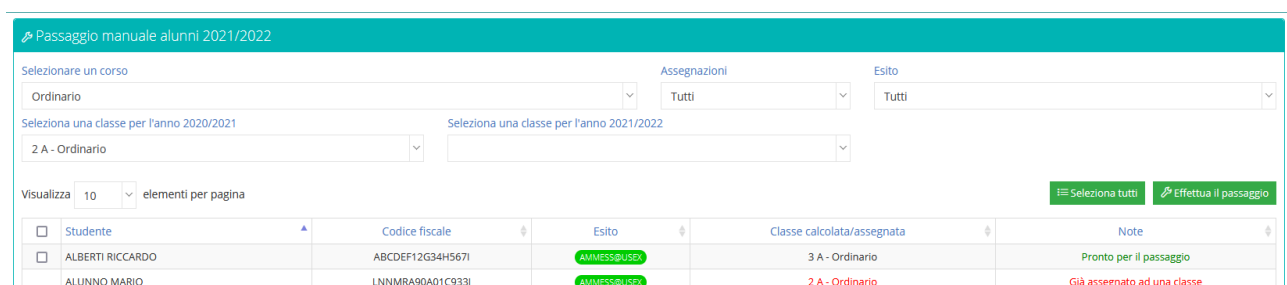 Passaggio manuale alunni 2021/2022
Selezionare un corso Assegnazioni Esito
Ordinario Tutti Tutti
Seleziona una classe per l'anno 2020/2021 Seleziona una classe per l'anno 2021/2022
2 A - Ordinario
Visualizza 10 elementi per pagina Seleziona tutti Effettua il passaggio
Studente Codice fiscale Esito Classe calcolata/assegnata Note
ALBERTI RICCARDO ABCDEF12G34H567I AMMESS@USEX 3 A - Ordinario Pronto per il passaggio
ALUNNO MARIO LNNMRA90A01C933I AMMESS@USEX 2 A - Ordinario Già assegnato ad una classe